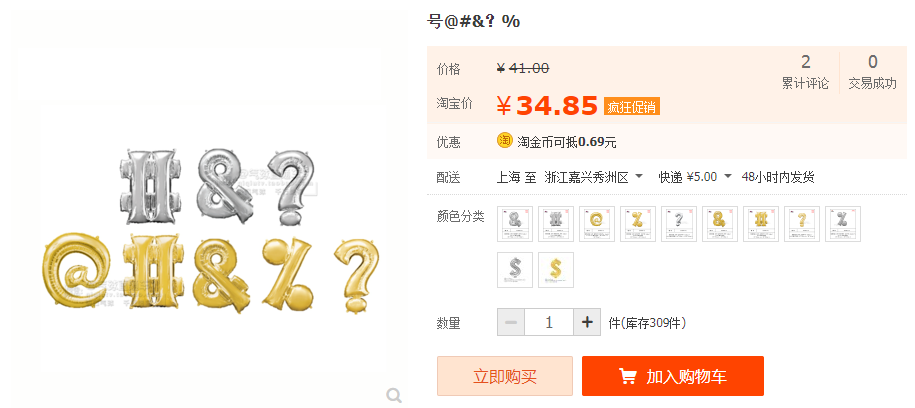 号@#&? %
价格
¥ 41.00
2
累计评论
0
交易成功
淘宝价
¥ 34.85 疯狂促销
优惠
淘 淘金币可抵0.69元
配送
上海 至 浙江嘉兴秀洲区 快递 ¥5.00 48小时内发货
颜色分类
& # @ % ? & # ? %
$ $
数量
− 1 + 件(库存309件)
立即购买
加入购物车
# & ?
@ # & % ?